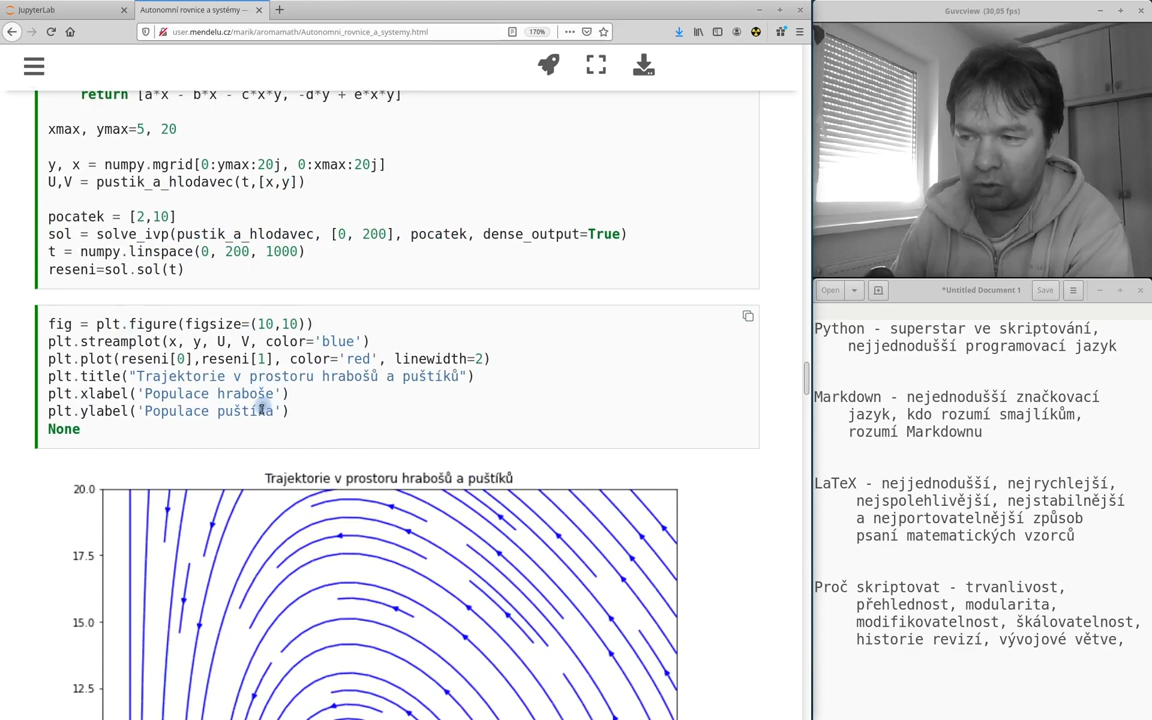 JupyterLab
Autonomní rovnice a systémy —
user.mendelu.cz/marik/aromamath/Autonomni_rovnice_a_systemy.html
170%
Guvcview (30,05 fps)
return [a*x - b*x - c*x*y, -d*y + e*x*y]
xmax, ymax=5, 20
y, x = numpy.mgrid[0:ymax:20j, 0:xmax:20j]
U,V = pustik_a_hlodavec(t,[x,y])
pocatek = [2,10]
sol = solve_ivp(pustik_a_hlodavec, [0, 200], pocatek, dense_output=True)
t = numpy.linspace(0, 200, 1000)
reseni=sol.sol(t)
fig = plt.figure(figsize=(10,10))
plt.streamplot(x, y, U, V, color='blue')
plt.plot(reseni[0],reseni[1], color='red', linewidth=2)
plt.title("Trajektorie v prostoru hrabošů a puštíků")
plt.xlabel('Populace hraboše')
plt.ylabel('Populace puštíka')
None
Trajektorie v prostoru hrabošů a puštíků
20.0
17.5
15.0
12.5
Open
*Untitled Document 1
Save
Python - superstar ve skriptování,
nejjednodušší programovací jazyk
Markdown - nejednodušší značkovací
jazyk, kdo rozumí smajlíkům,
rozumí Markdownu
LaTeX - nejjednodušší, nejrychlejší,
nejspolehlivější, nejstabilnější
a nejportovatelnější způsob
psaní matematických vzorců
Proč skriptovat - trvanlivost,
přehlednost, modularita,
modifikovatelnost, škálovatelnost,
historie revizí, vývojové větve,